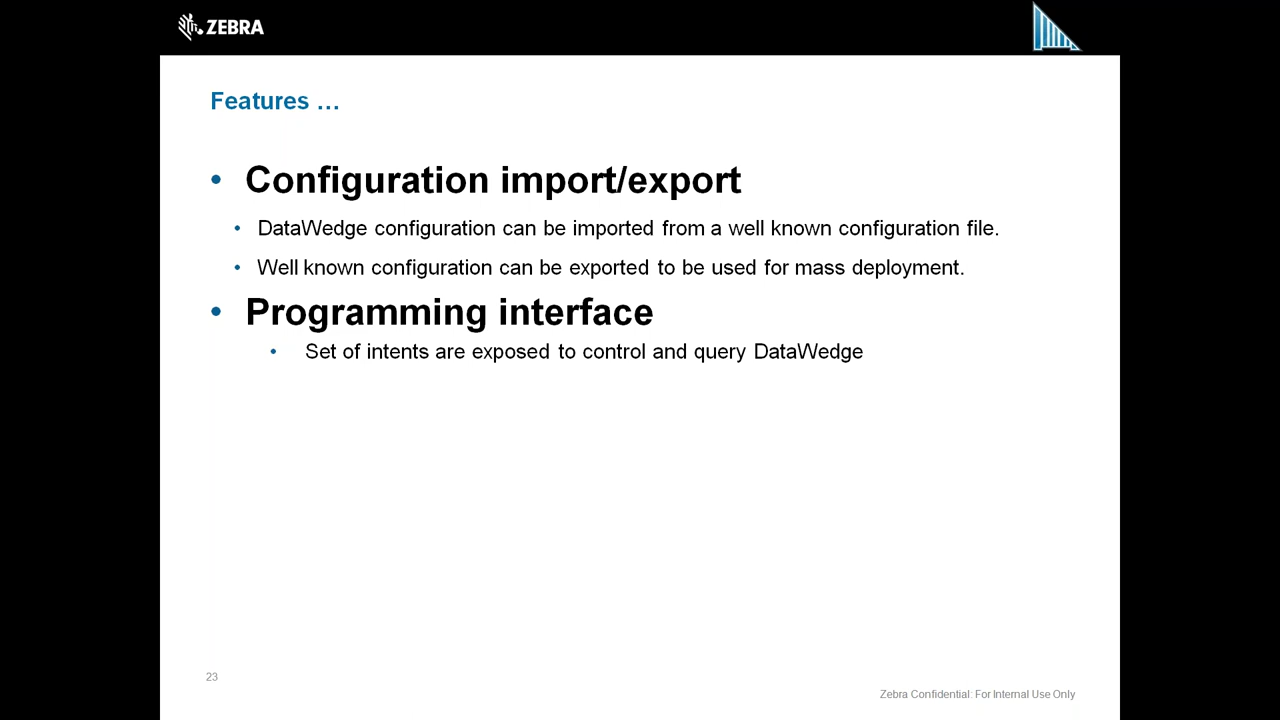 ZEBRA
Features …
• Configuration import/export
• DataWedge configuration can be imported from a well known configuration file.
• Well known configuration can be exported to be used for mass deployment.
• Programming interface
• Set of intents are exposed to control and query DataWedge
23
Zebra Confidential: For Internal Use Only